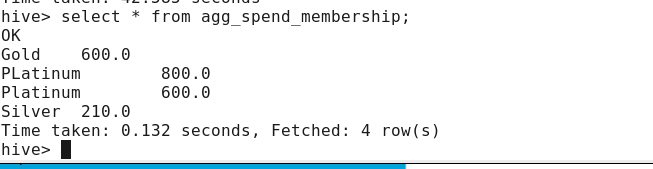 Time taken: 42.385 seconds
hive> select * from agg_spend_membership;
OK
Gold	600.0
PLatinum	800.0
Platinum	600.0
Silver	210.0
Time taken: 0.132 seconds, Fetched: 4 row(s)
hive>